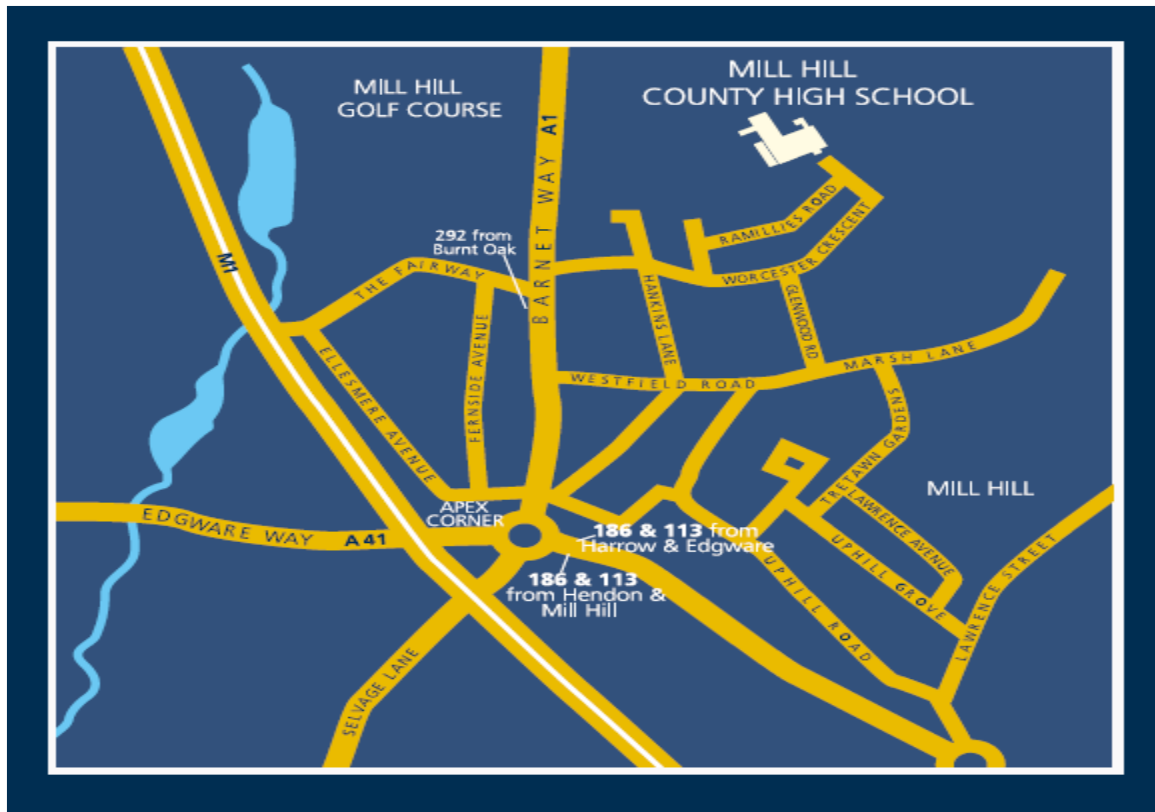 MILL HILL
GOLF COURSE
MILL HILL
COUNTY HIGH SCHOOL
BARNET WAY A1
M1
292 from
Burnt Oak
THE FAIRWAY
RAMILLIES ROAD
WORCESTER CRESCENT
HANKINS LANE
GLENWOOD RD
MARSH LANE
WESTFIELD ROAD
ELLESMERE AVENUE
FERNSIDE AVENUE
TRETAWN GARDENS
MILL HILL
LAWRENCE AVENUE
APEX
CORNER
EDGWARE WAY A41
186 & 113 from
Harrow & Edgware
186 & 113
from Hendon &
Mill Hill
UPHILL GROVE
UPHILL ROAD
LAWRENCE STREET
SELVAGE LANE